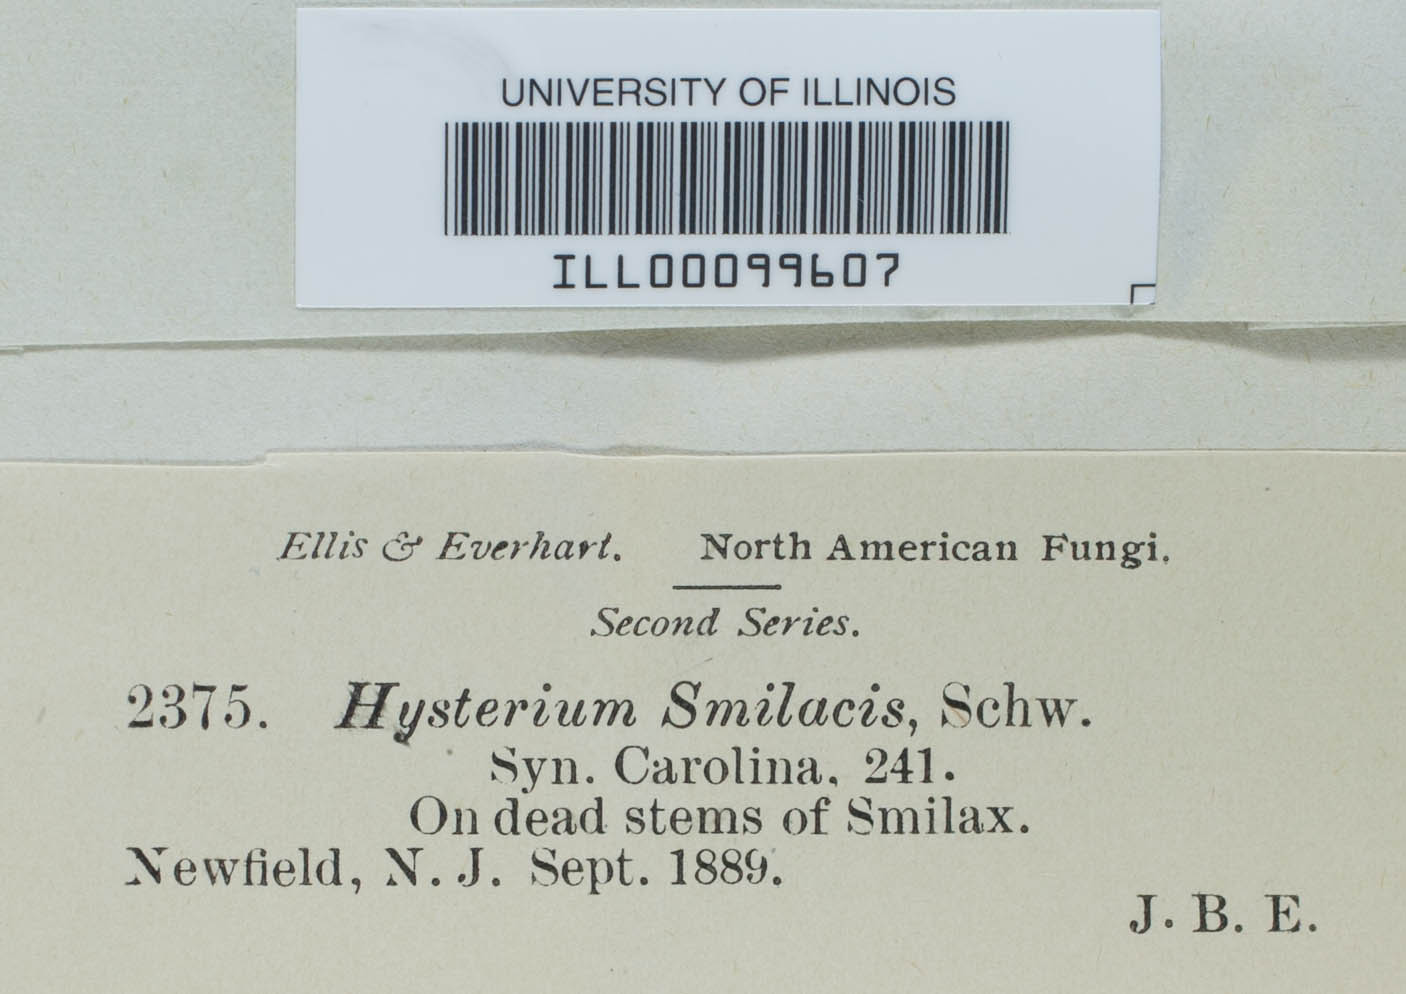 UNIVERSITY OF ILLINOIS
ILL00099607
Ellis & Everhart. North American Fungi.
Second Series.
2375. Hysterium Smilacis, Schw.
Syn. Carolina, 241.
On dead stems of Smilax.
Newfield, N. J. Sept. 1889.
J. B. E.